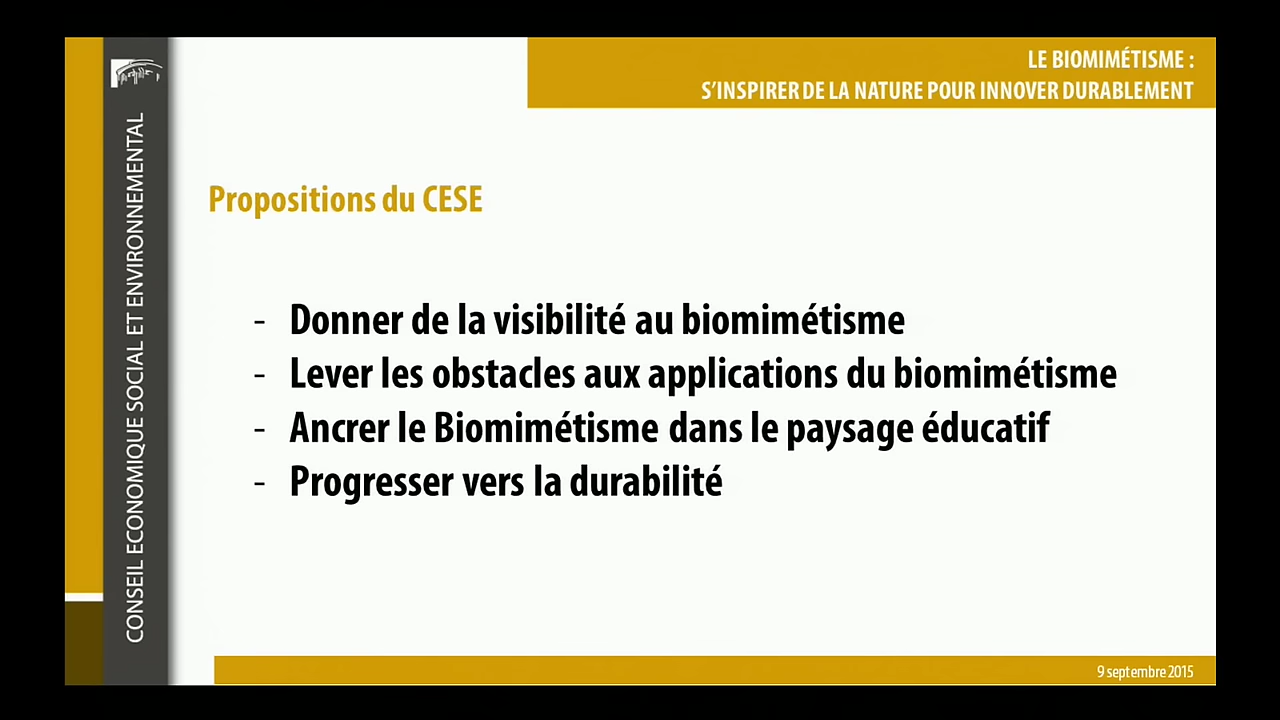 LE BIOMIMÉTISME :
S’INSPIRER DE LA NATURE POUR INNOVER DURABLEMENT
CONSEIL ECONOMIQUE SOCIAL ET ENVIRONNEMENTAL
Propositions du CESE
- Donner de la visibilité au biomimétisme
- Lever les obstacles aux applications du biomimétisme
- Ancrer le Biomimétisme dans le paysage éducatif
- Progresser vers la durabilité
9 septembre 2015